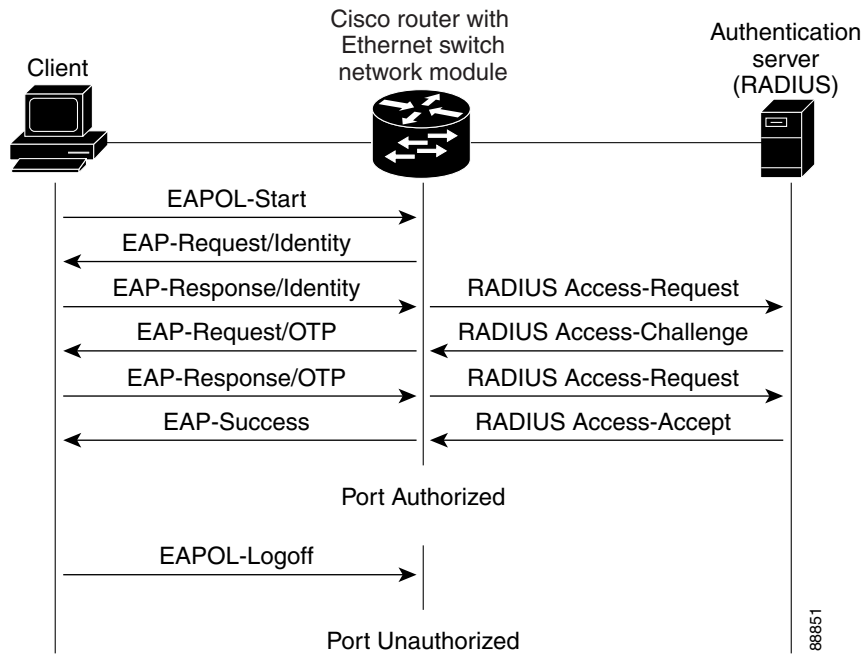 Client
Cisco router with
Ethernet switch
network module
Authentication
server
(RADIUS)
EAPOL-Start
EAP-Request/Identity
EAP-Response/Identity
RADIUS Access-Request
EAP-Request/OTP
RADIUS Access-Challenge
EAP-Response/OTP
RADIUS Access-Request
EAP-Success
RADIUS Access-Accept
Port Authorized
EAPOL-Logoff
Port Unauthorized
88851